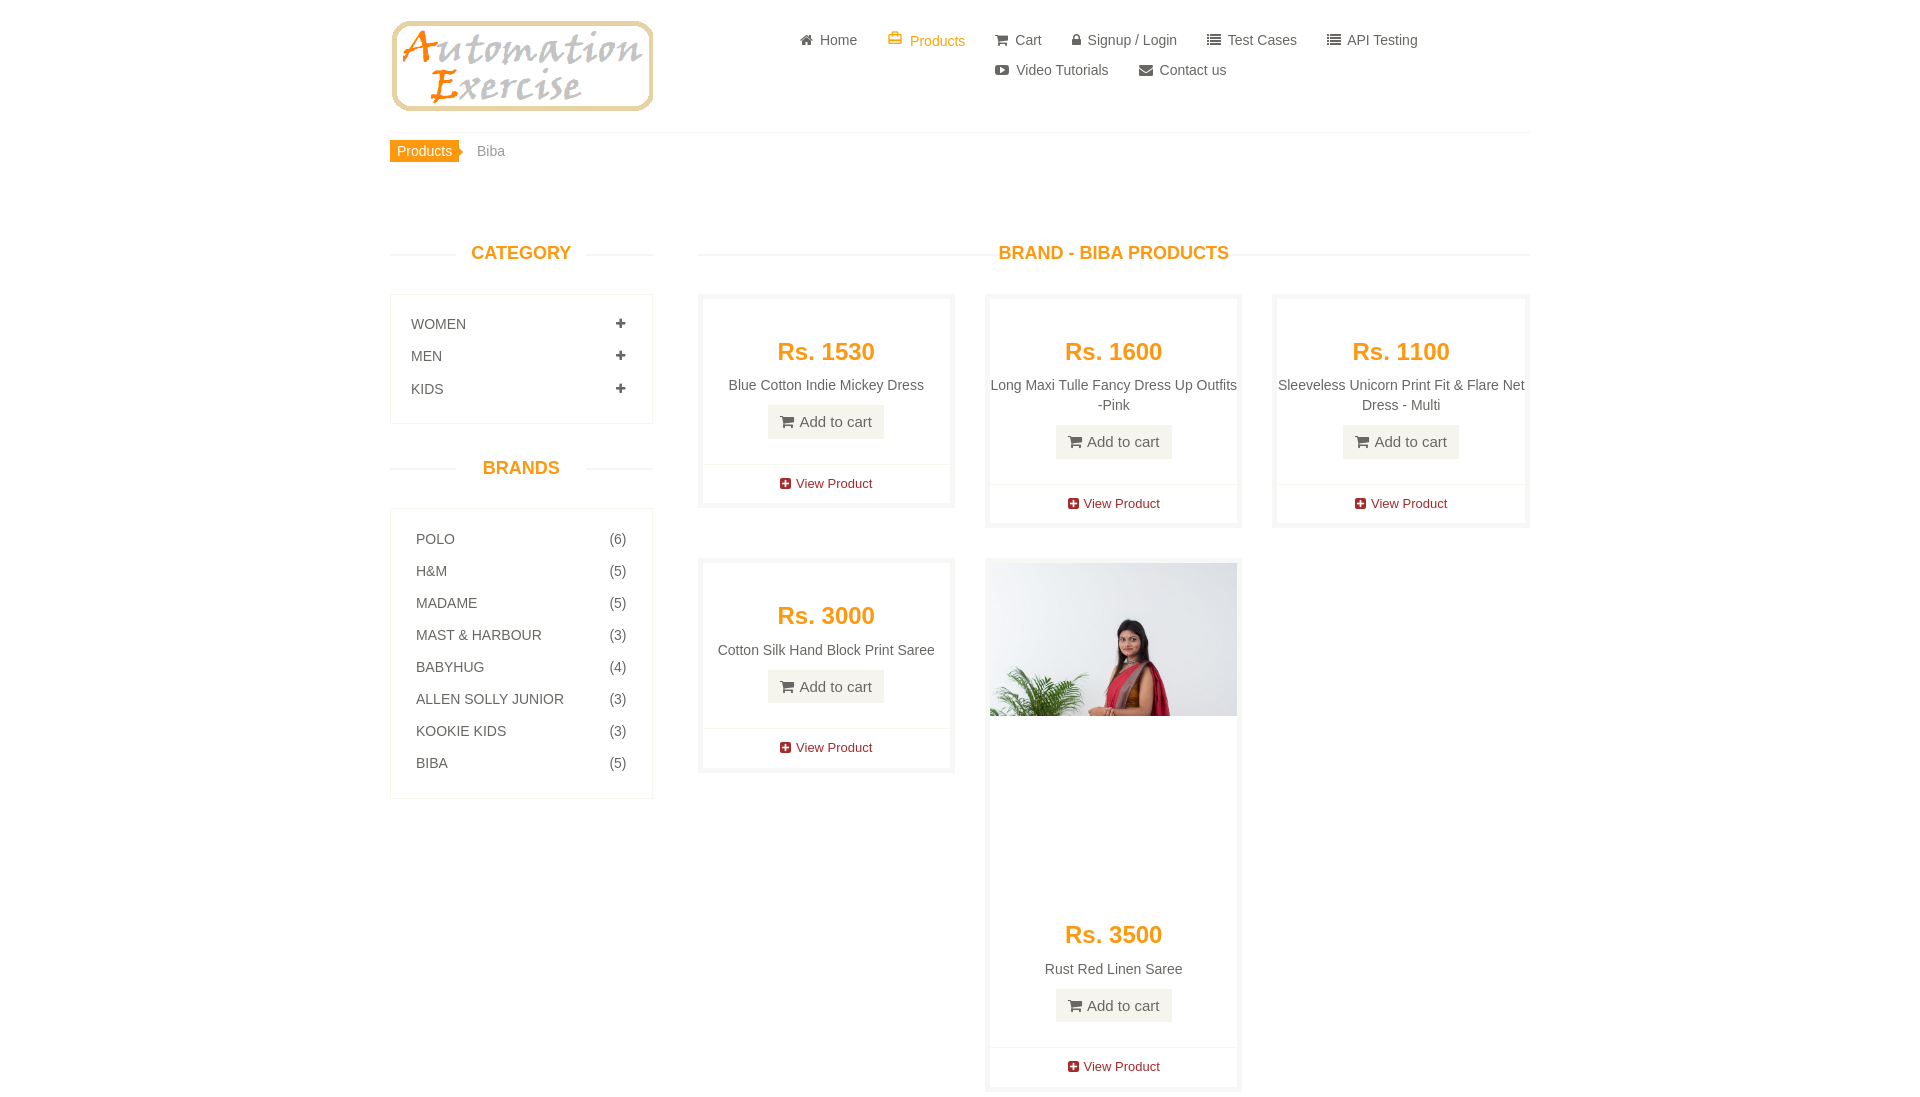 Automation
Exercise
Home
Products
Cart
Signup / Login
Test Cases
API Testing
Video Tutorials
Contact us
Products
Biba
CATEGORY
WOMEN
MEN
KIDS
BRANDS
POLO (6)
H&M (5)
MADAME (5)
MAST & HARBOUR (3)
BABYHUG (4)
ALLEN SOLLY JUNIOR (3)
KOOKIE KIDS (3)
BIBA (5)
BRAND - BIBA PRODUCTS
Rs. 1530
Blue Cotton Indie Mickey Dress
Add to cart
View Product
Rs. 1600
Long Maxi Tulle Fancy Dress Up Outfits
-Pink
Add to cart
View Product
Rs. 1100
Sleeveless Unicorn Print Fit & Flare Net
Dress - Multi
Add to cart
View Product
Rs. 3000
Cotton Silk Hand Block Print Saree
Add to cart
View Product
Rs. 3500
Rust Red Linen Saree
Add to cart
View Product